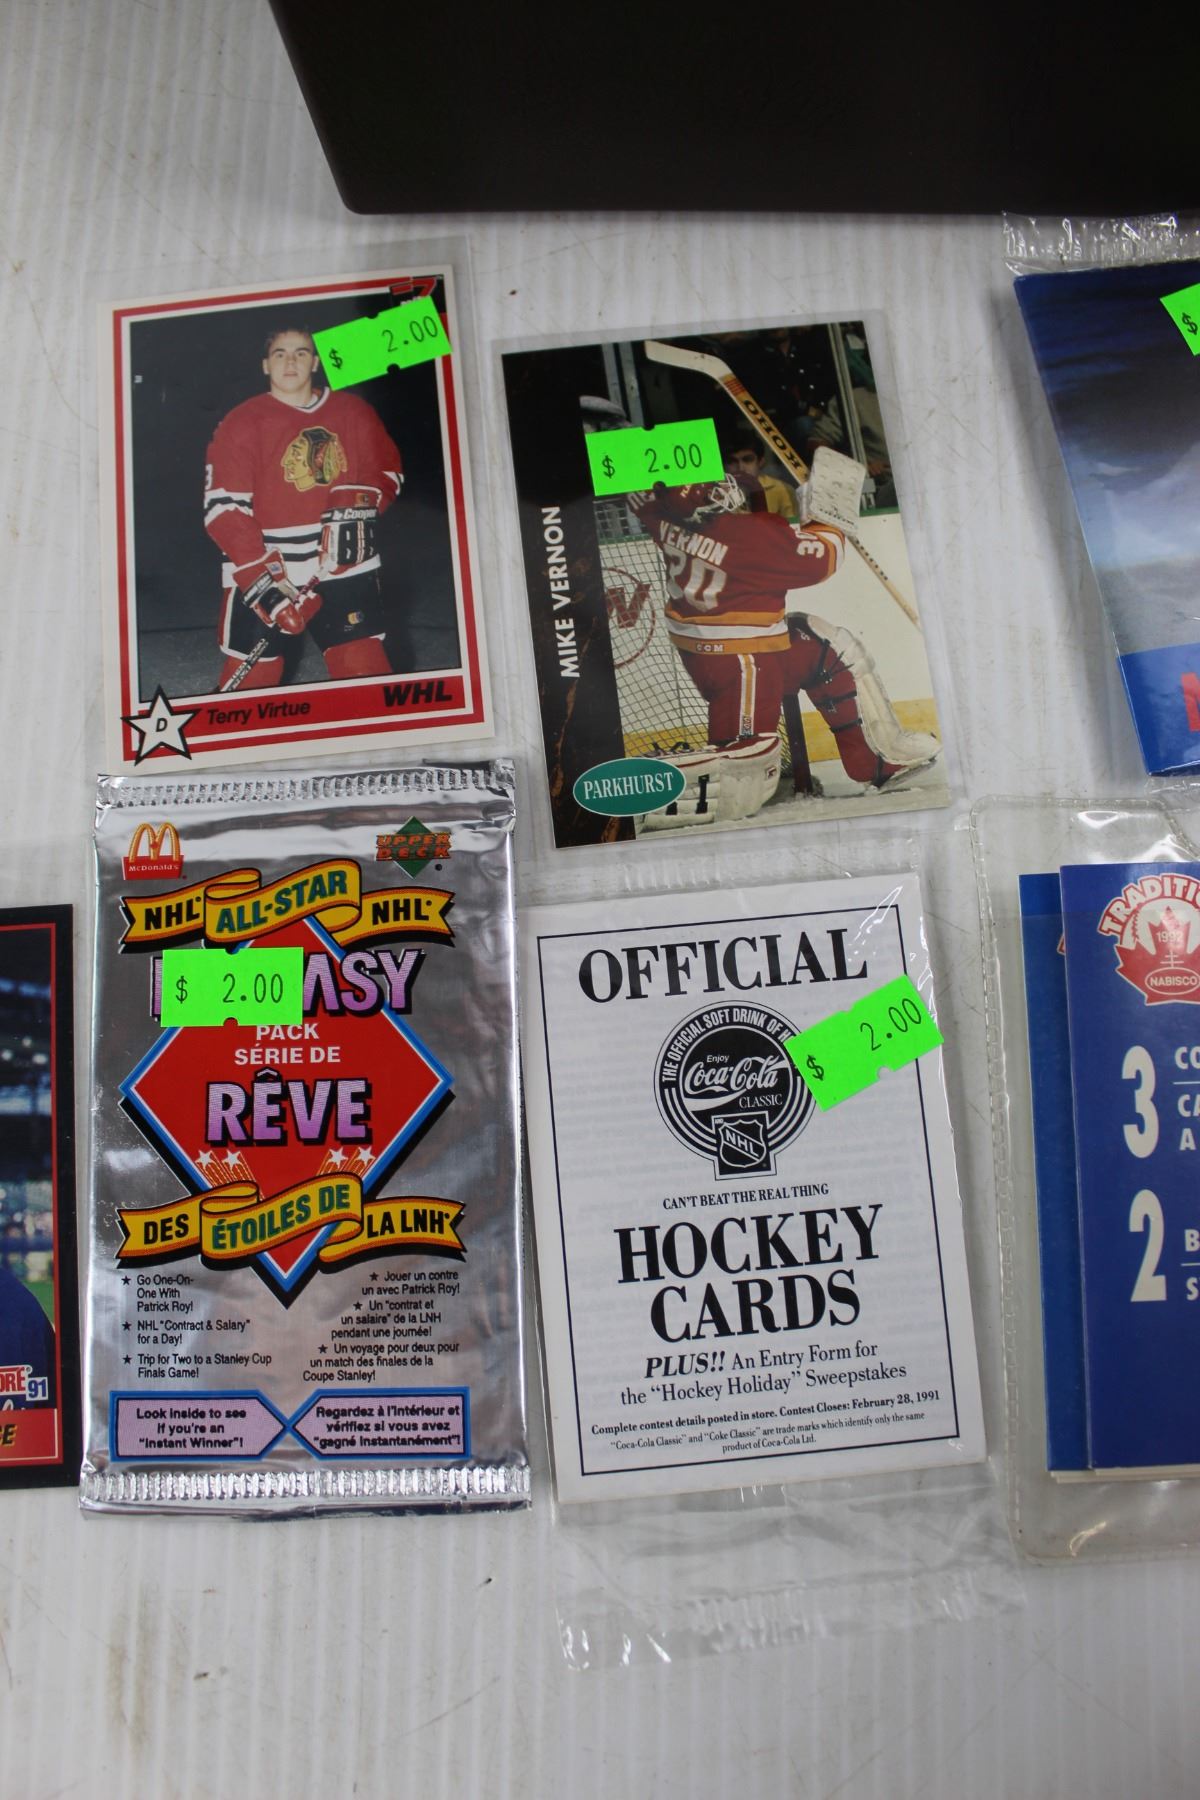 $ 2.00
3
Cooper
D
Terry Virtue
WHL
$ 2.00
KOHO
VERNON
30
30
CCM
MIKE VERNON
PARKHURST
$
McDonald's
UPPER
DECK
NHL ALL-STAR NHL
$ 2.00
ASY
PACK
SÉRIE DE
RÊVE
DES ÉTOILES DE LA LNH
★ Go One-On-
One With
Patrick Roy!
★ NHL "Contract & Salary"
for a Day!
★ Trip for Two to a Stanley Cup
Finals Game!
★ Jouer un contre
un avec Patrick Roy!
★ Un "contrat et
un salaire" de la LNH
pendant une journée!
★ Un voyage pour deux pour
un match des finales de la
Coupe Stanley!
Look inside to see
if you're an
"Instant Winner"!
Regardez à l'intérieur et
vérifiez si vous avez
"gagné instantanément"!
OFFICIAL
$ 2.00
THE OFFICIAL SOFT DRINK OF
Enjoy
Coca-Cola
CLASSIC
AND
NHL
CAN'T BEAT THE REAL THING
HOCKEY
CARDS
PLUS!! An Entry Form for
the "Hockey Holiday" Sweepstakes
Complete contest details posted in store. Contest Closes: February 28, 1991
"Coca-Cola Classic" and "Coke Classic" are trade marks which identify only the same
product of Coca-Cola Ltd.
1992
NABISCO
3
2
91